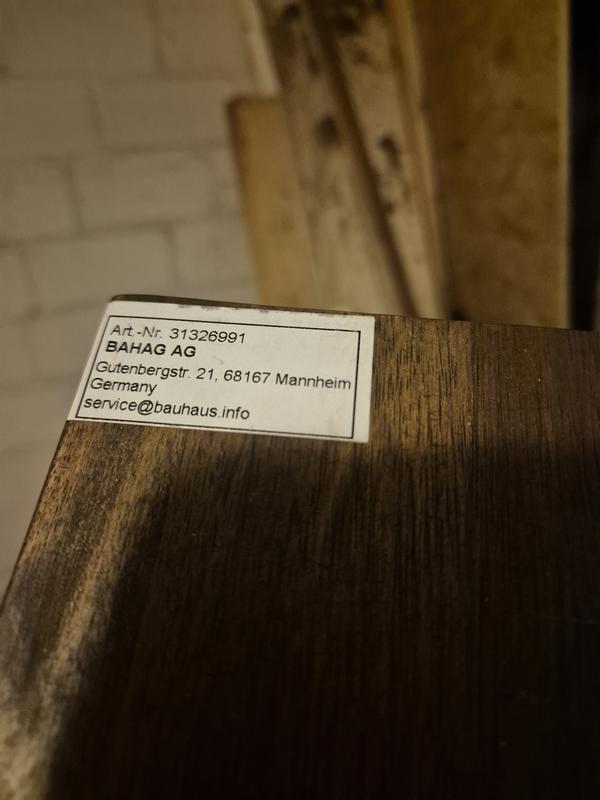 Art.-Nr. 31326991
BAHAG AG
Gutenbergstr. 21, 68167 Mannheim
Germany
service@bauhaus.info